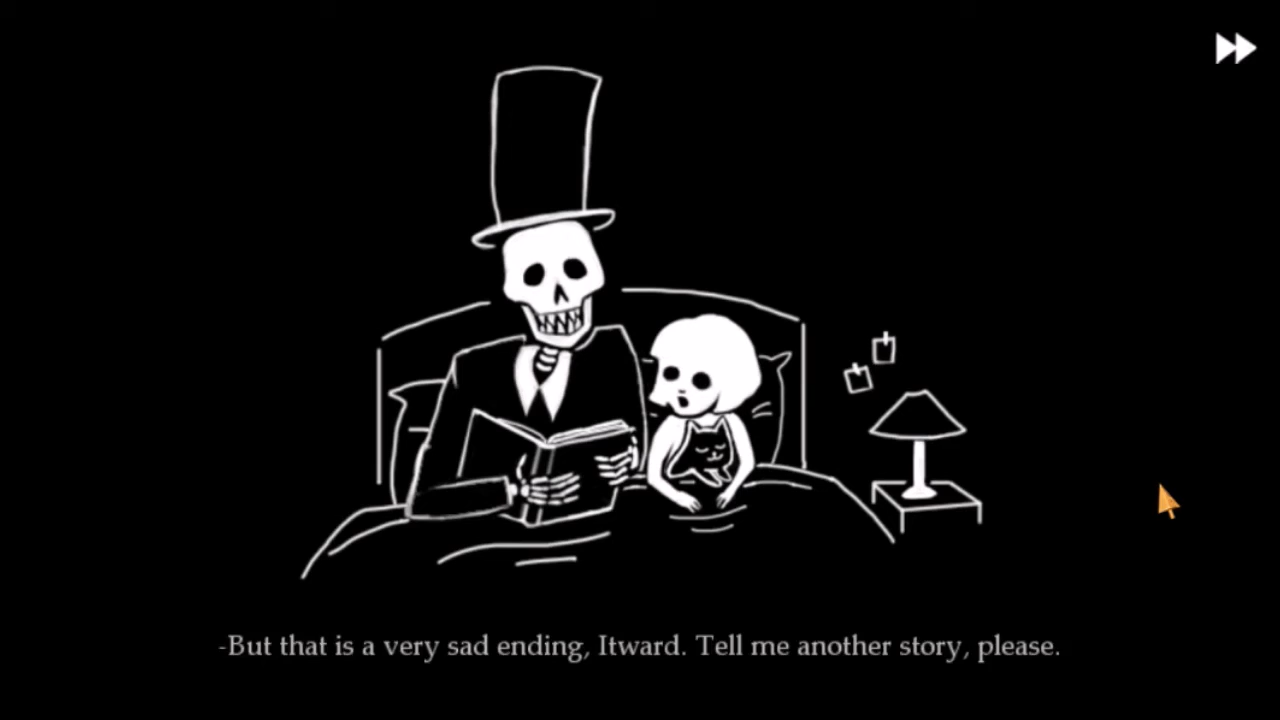 -But that is a very sad ending, Itward. Tell me another story, please.